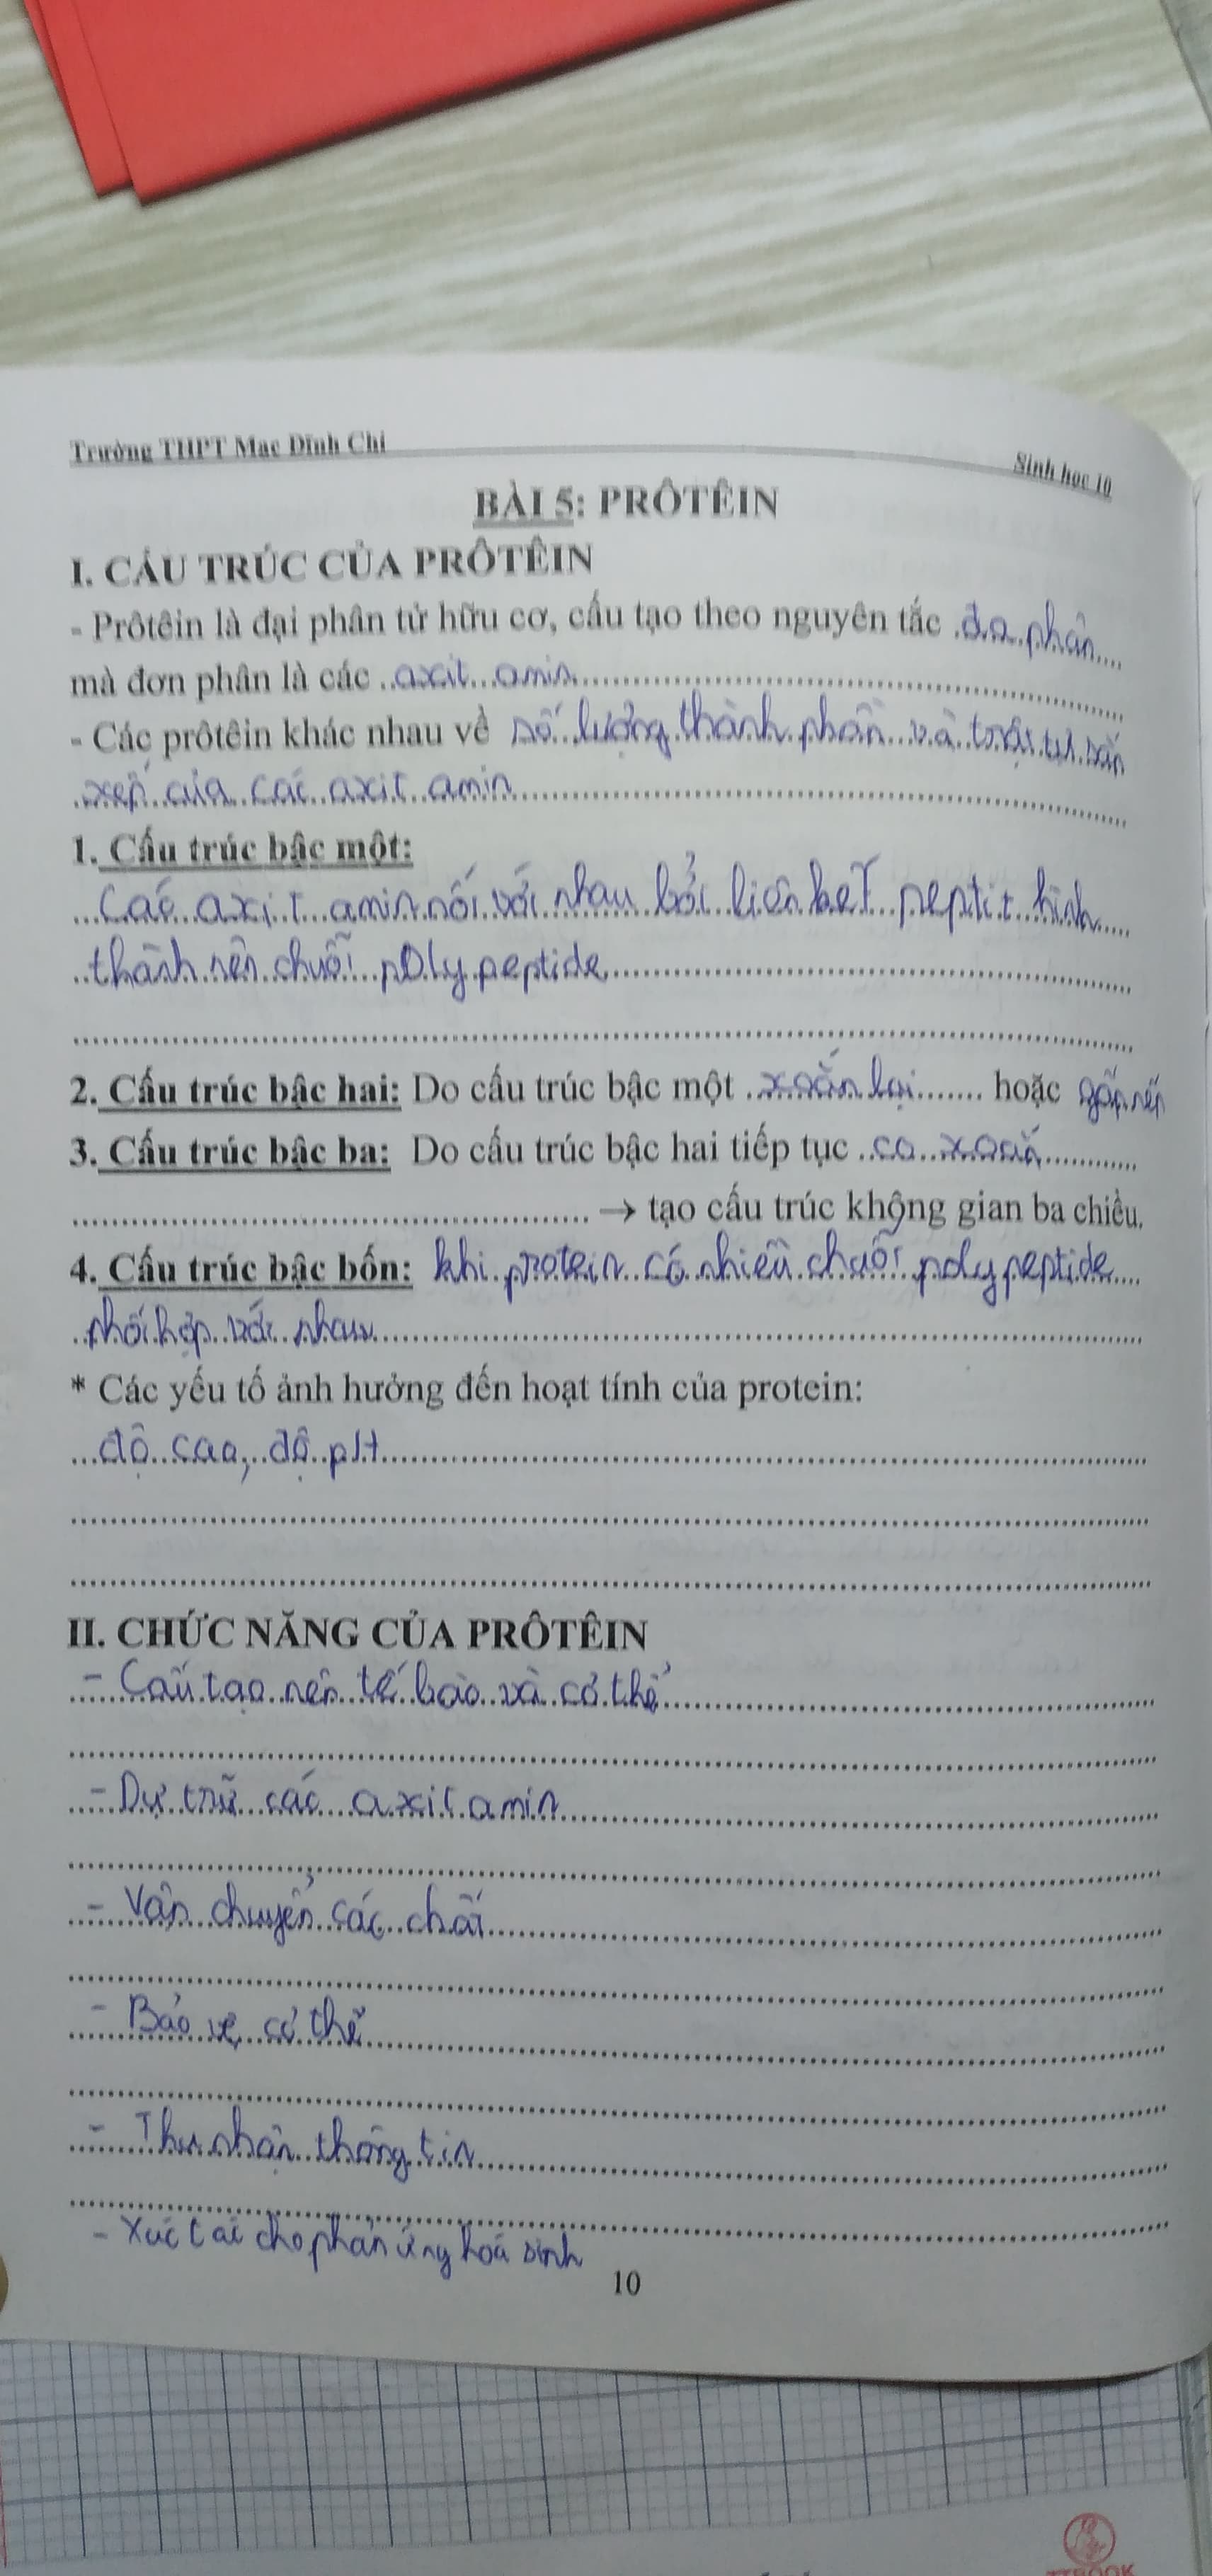 Trường THPT Mạc Đĩnh Chi
Sinh học 10
BÀI 5: PRÔTÊIN
I. CẤU TRÚC CỦA PRÔTÊIN
- Prôtêin là đại phân tử hữu cơ, cấu tạo theo nguyên tắc đa phân
mà đơn phân là các axit amin
- Các prôtêin khác nhau về số lượng thành phần và trật tự sắp
xếp của các axit amin
1. Cấu trúc bậc một:
Các axit amin nối với nhau bởi liên kết peptit hình
thành nên chuỗi polypeptide
2. Cấu trúc bậc hai: Do cấu trúc bậc một xoắn lại hoặc gấp nếp
3. Cấu trúc bậc ba: Do cấu trúc bậc hai tiếp tục co xoắn
→ tạo cấu trúc không gian ba chiều.
4. Cấu trúc bậc bốn: khi protein có nhiều chuỗi polypeptide
phối hợp với nhau
* Các yếu tố ảnh hưởng đến hoạt tính của protein:
độ cao, độ pH
II. CHỨC NĂNG CỦA PRÔTÊIN
- Cấu tạo nên tế bào và cơ thể
- Dự trữ các axit amin
- Vận chuyển các chất
- Bảo vệ cơ thể
- Thu nhận thông tin
- Xúc tác cho phản ứng hoá sinh
10
TTBOOK